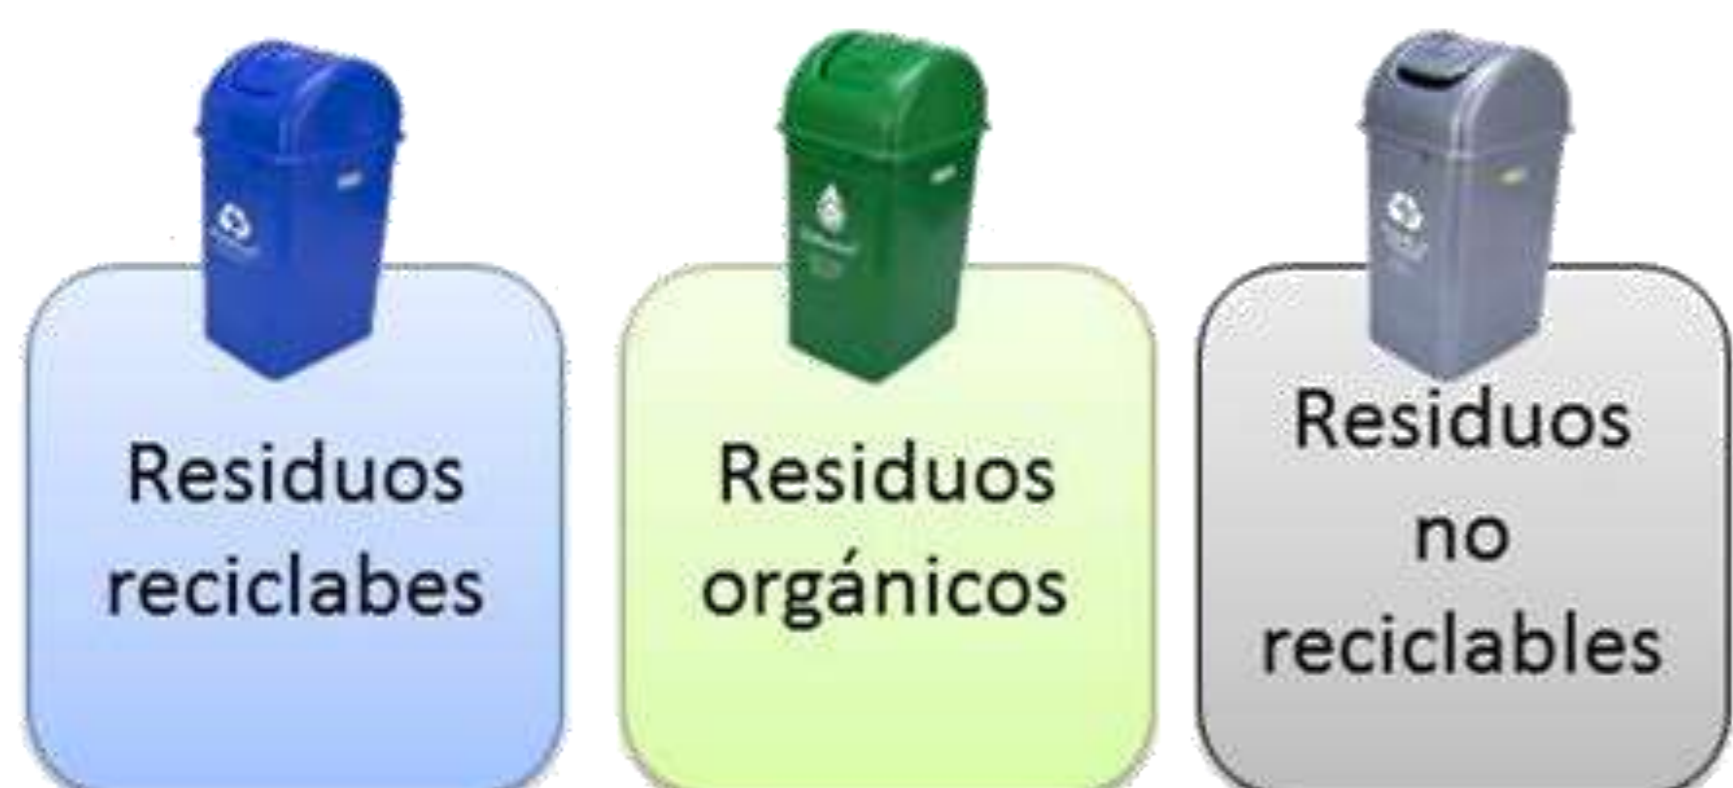 Residuos
reciclabes
Residuos
orgánicos
Residuos
no
reciclables